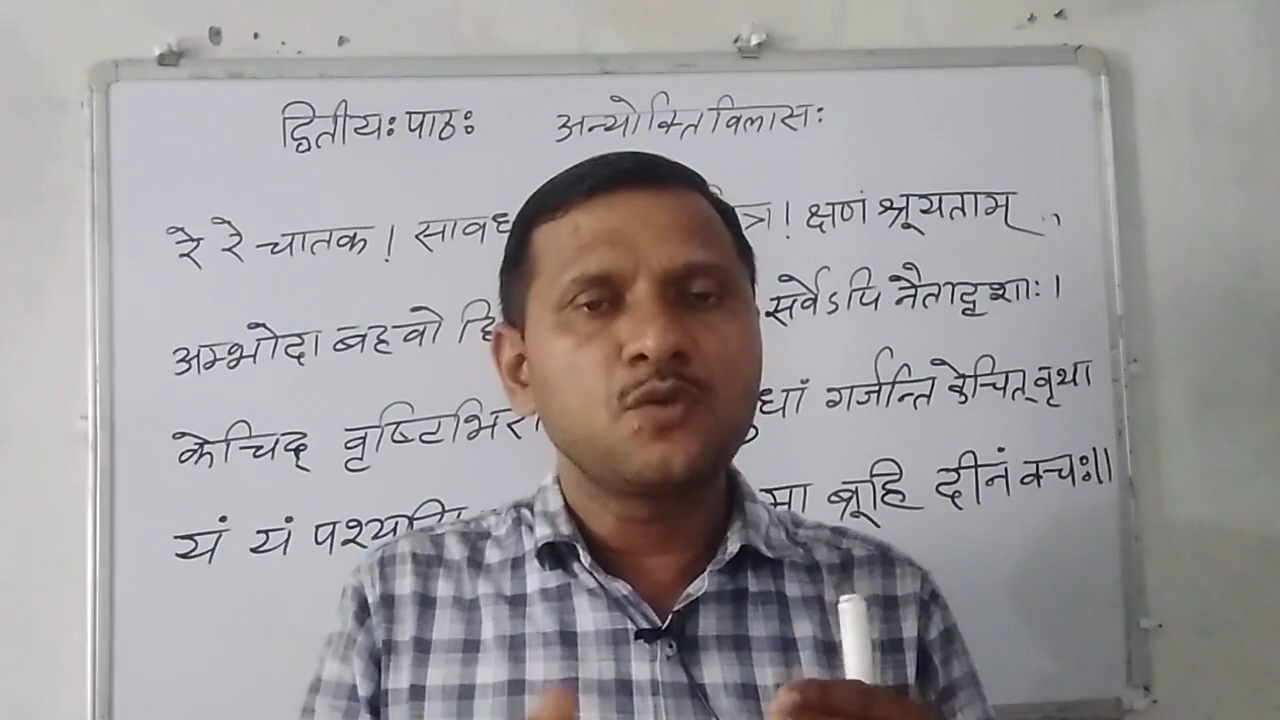 द्वितीयः पाठः अन्योक्तिविलासः
रे रे चातक! सावध त्र! क्षणं श्रूयताम्,
अम्भोदा बहवो हि सर्वेऽपि नैतादृशाः।
केचिद् वृष्टिभिरा धां गर्जन्ति केचित् वृथा
यं यं पश्यसि मा ब्रूहि दीनं वचः॥